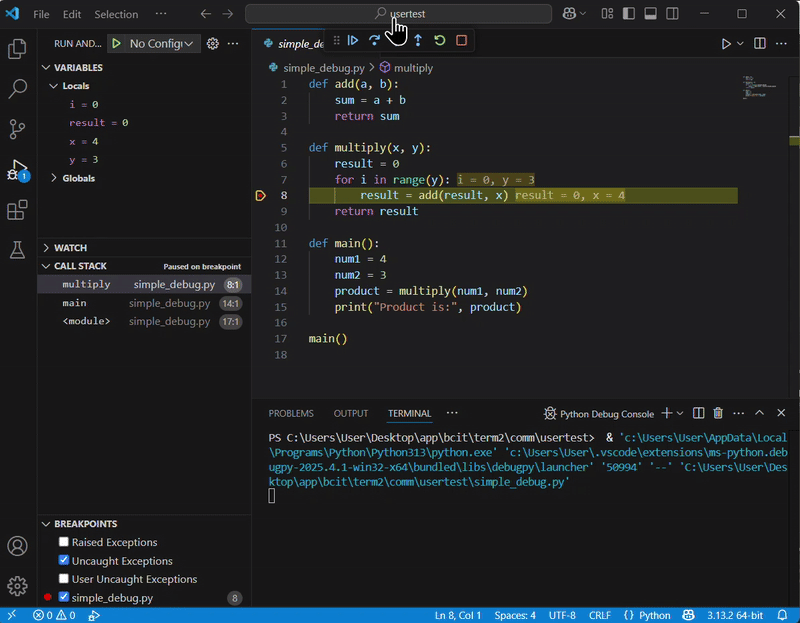 File Edit Selection ··· usertest
RUN AND... No Configu
simple_de
simple_debug.py > multiply
VARIABLES
Locals
i = 0
result = 0
x = 4
y = 3
Globals
WATCH
CALL STACK Paused on breakpoint
multiply simple_debug.py 8:1
main simple_debug.py 14:1
<module> simple_debug.py 17:1
BREAKPOINTS
Raised Exceptions
Uncaught Exceptions
User Uncaught Exceptions
simple_debug.py 8
1
1 def add(a, b):
2 sum = a + b
3 return sum
4
5 def multiply(x, y):
6 result = 0
7 for i in range(y): i = 0, y = 3
8 result = add(result, x) result = 0, x = 4
9 return result
10
11 def main():
12 num1 = 4
13 num2 = 3
14 product = multiply(num1, num2)
15 print("Product is:", product)
16
17 main()
18
PROBLEMS OUTPUT TERMINAL ··· Python Debug Console
PS C:\Users\User\Desktop\app\bcit\term2\comm\usertest> & 'c:\Users\User\AppData\Local
\Programs\Python\Python313\python.exe' 'c:\Users\User\.vscode\extensions\ms-python.deb
ugpy-2025.4.1-win32-x64\bundled\libs\debugpy\launcher' '50994' '--' 'C:\Users\User\Des
ktop\app\bcit\term2\comm\usertest\simple_debug.py'
0 0 Ln 8, Col 1 Spaces: 4 UTF-8 CRLF {} Python 3.13.2 64-bit